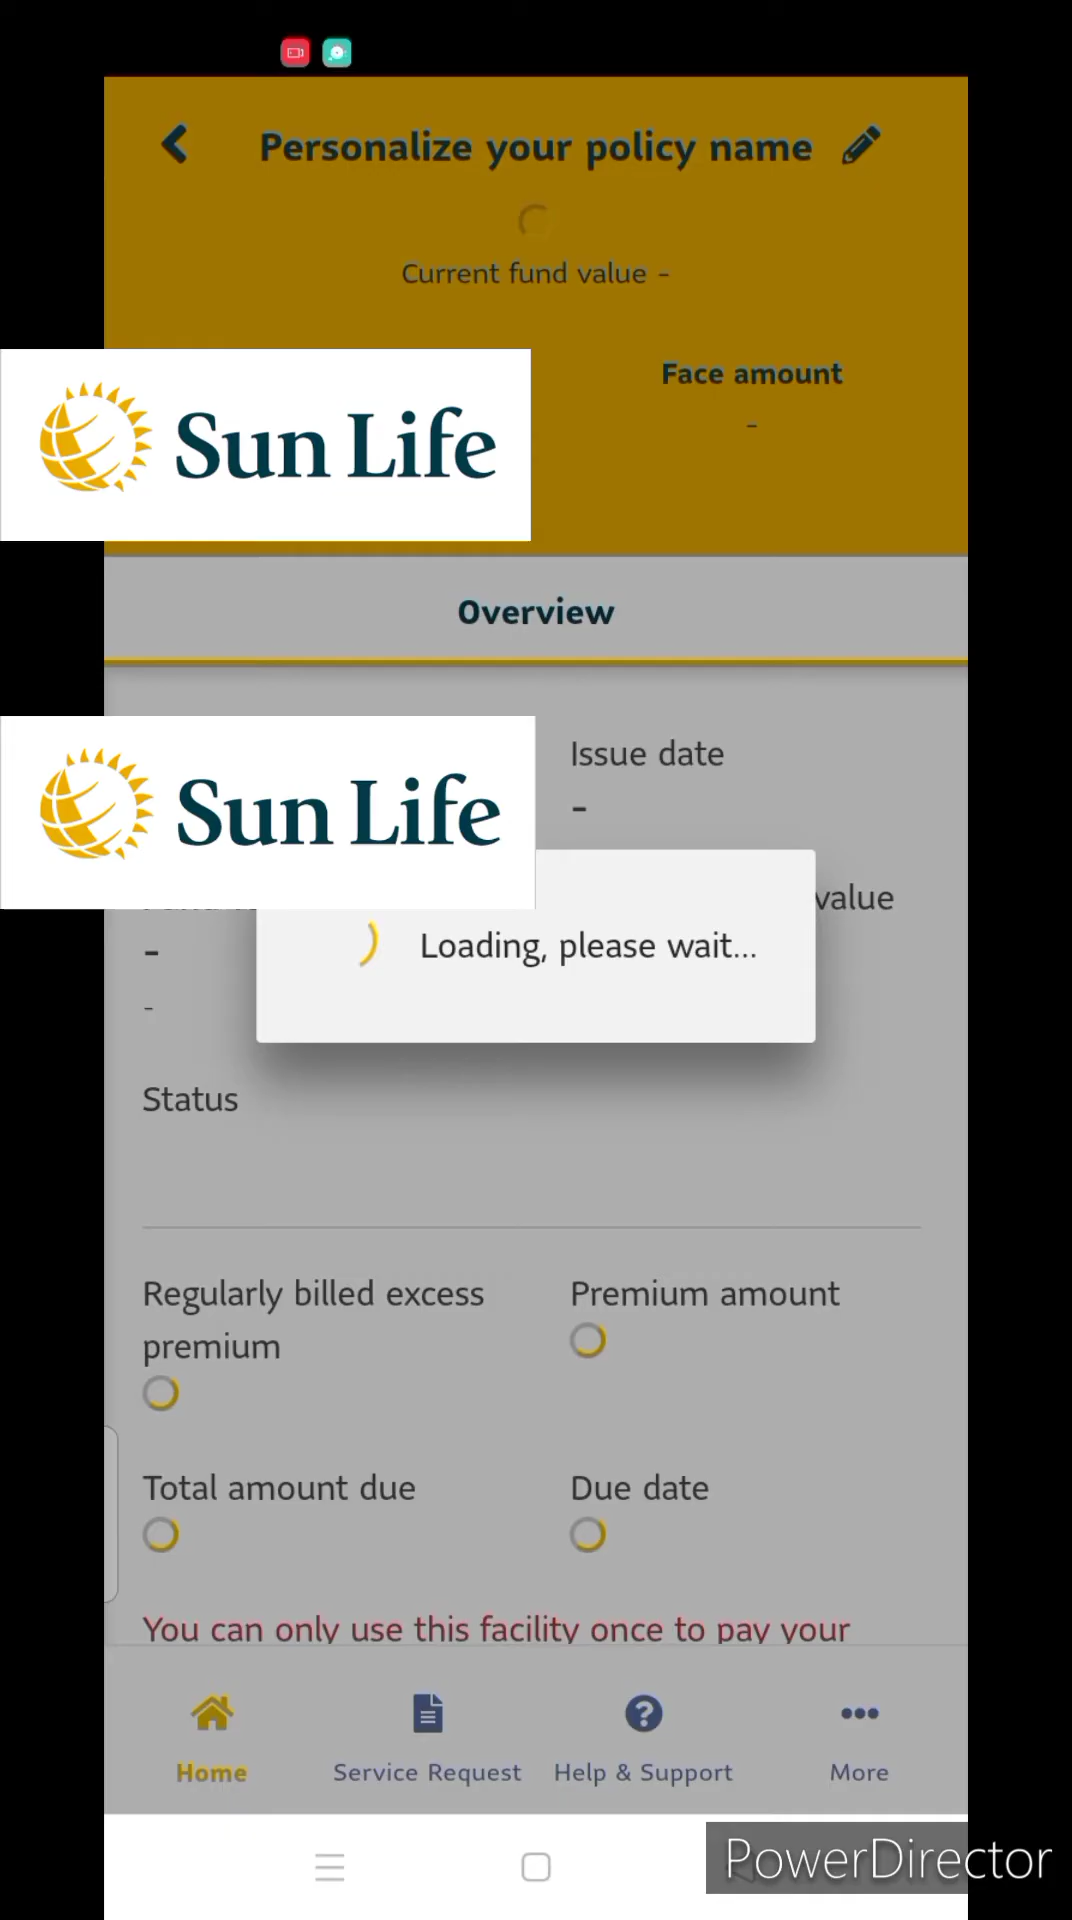 Personalize your policy name
Current fund value -
Face amount
-
Sun Life
Overview
Issue date
-
Sun Life
value
-
Loading, please wait...
-
Status
Regularly billed excess premium
Premium amount
Total amount due
Due date
You can only use this facility once to pay your
Home
Service Request
Help & Support
More
PowerDirector